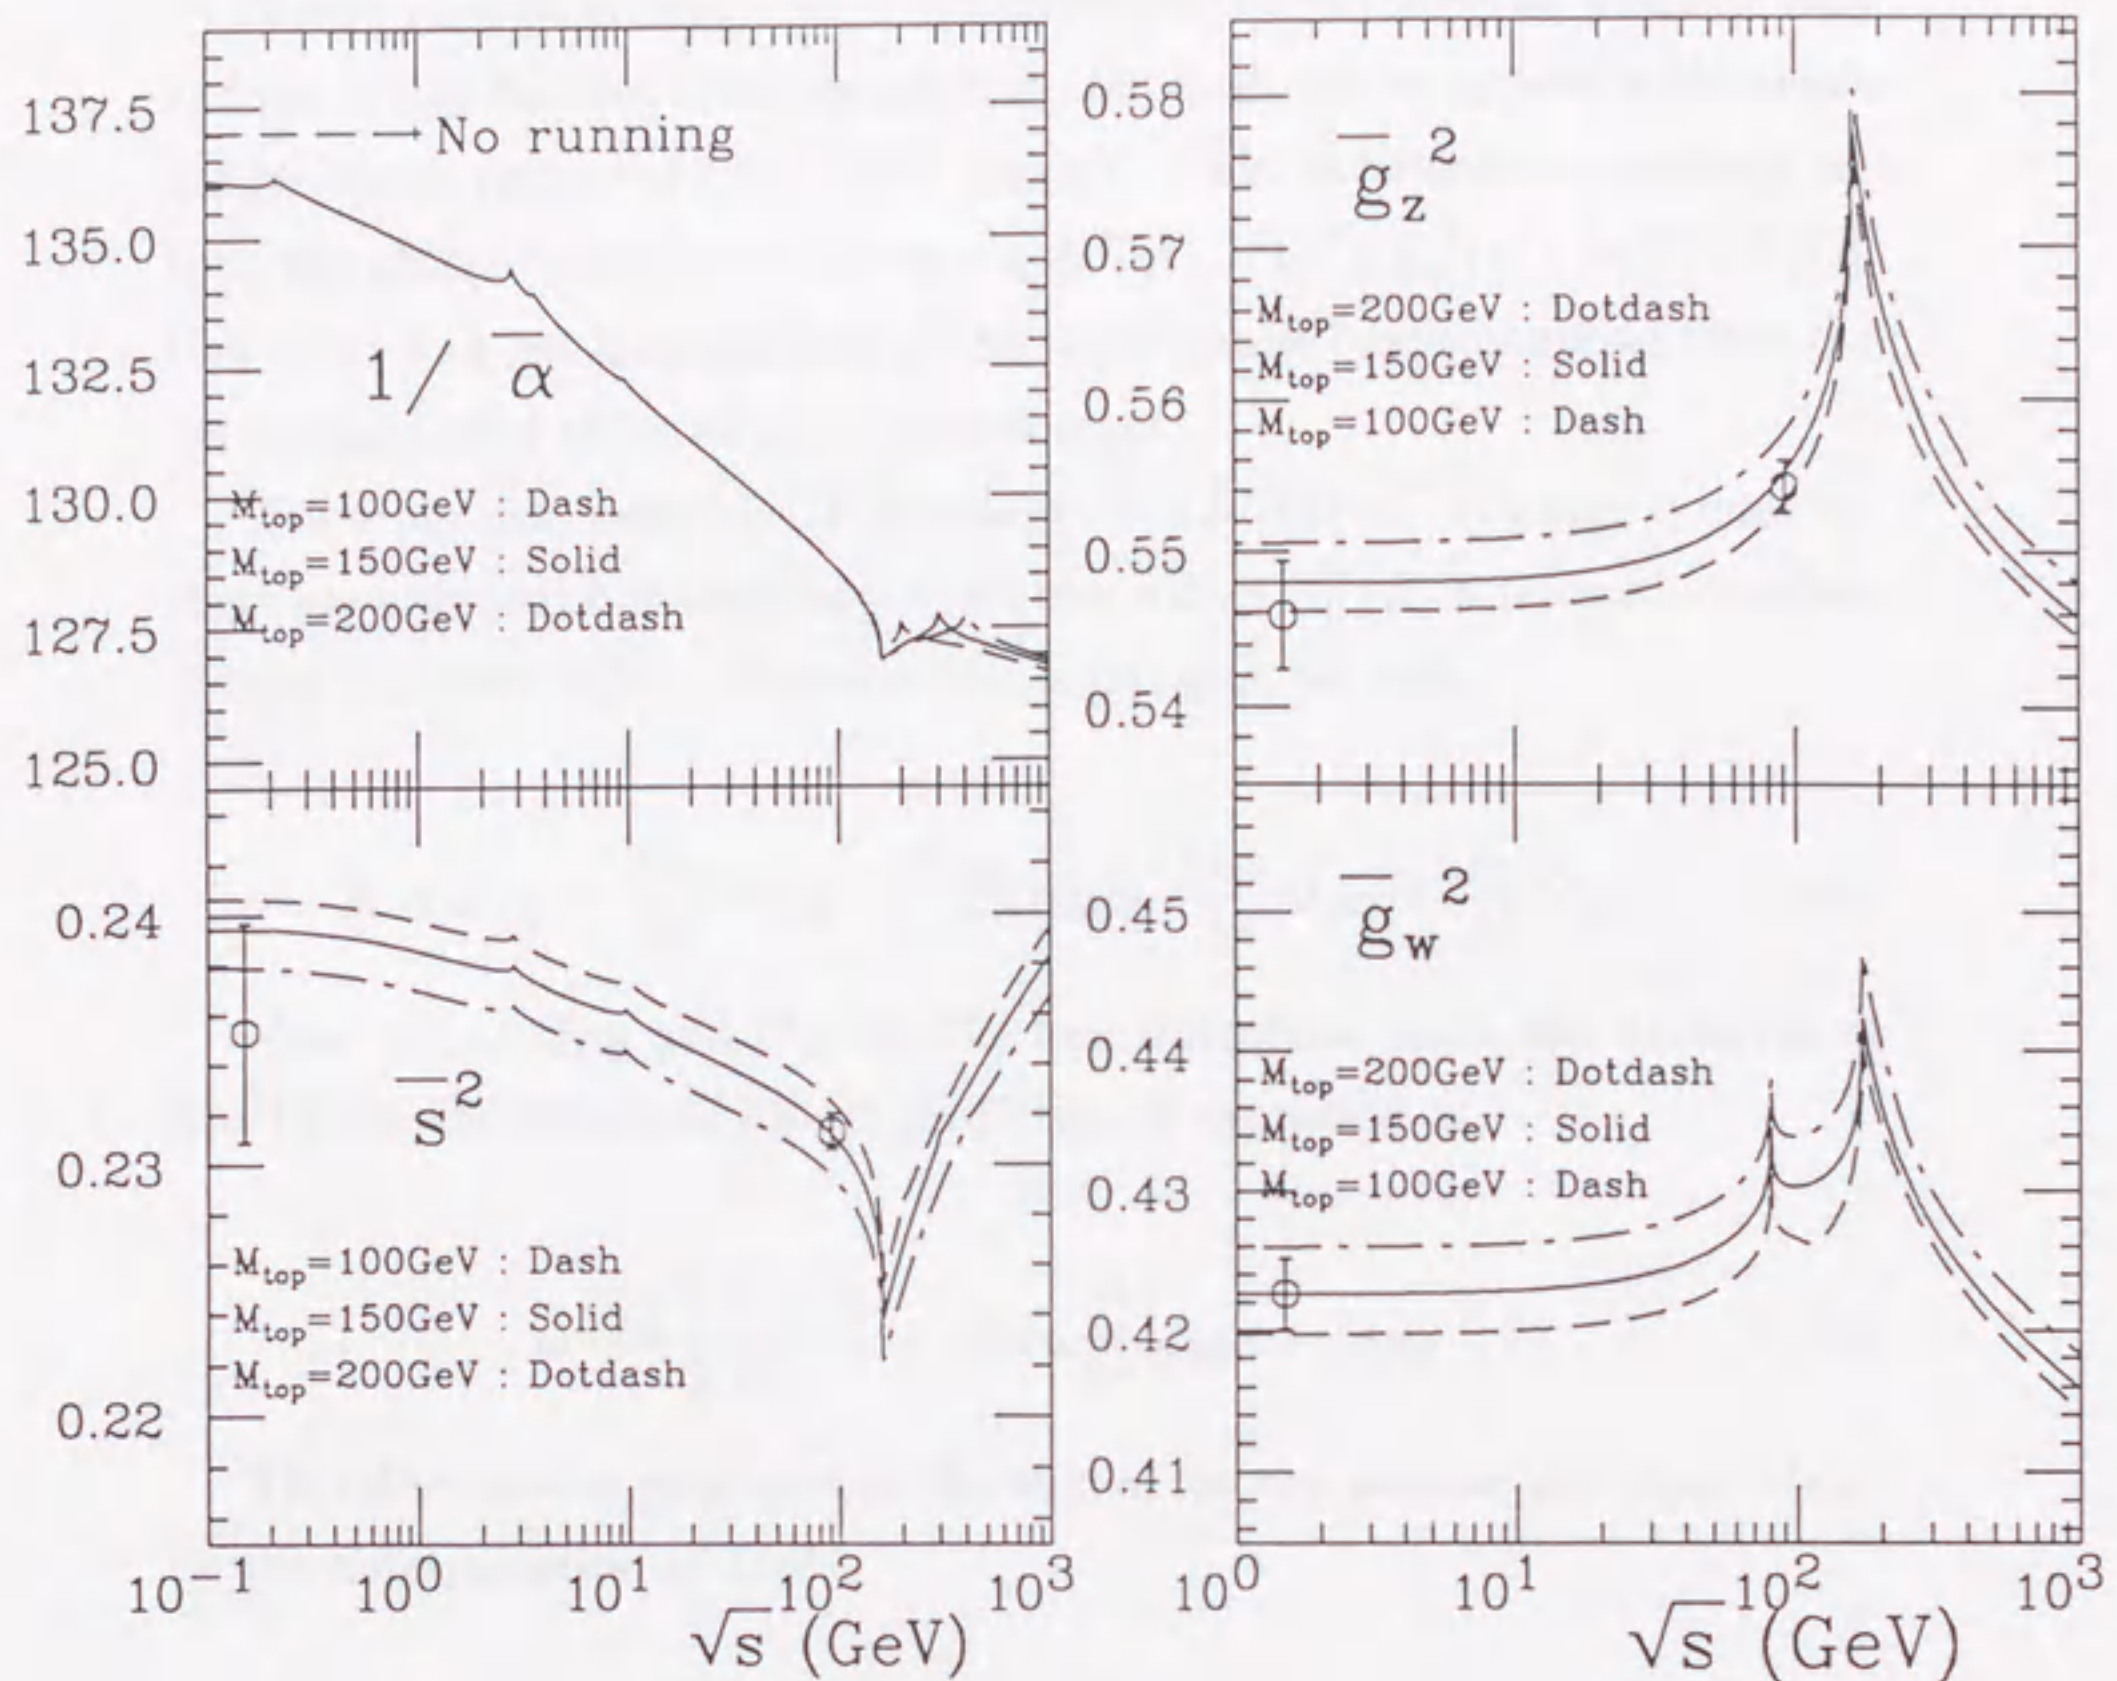 137.5
135.0
132.5
130.0
127.5
125.0
No running
1/ α̅
M_top=100GeV : Dash
M_top=150GeV : Solid
M_top=200GeV : Dotdash
0.24
0.23
0.22
s̅²
M_top=100GeV : Dash
M_top=150GeV : Solid
M_top=200GeV : Dotdash
10⁻¹ 10⁰ 10¹ 10² 10³
√s (GeV)
0.58
0.57
0.56
0.55
0.54
g̅_z²
M_top=200GeV : Dotdash
M_top=150GeV : Solid
M_top=100GeV : Dash
0.45
0.44
0.43
0.42
0.41
g̅_w²
M_top=200GeV : Dotdash
M_top=150GeV : Solid
M_top=100GeV : Dash
10⁰ 10¹ 10² 10³
√s (GeV)